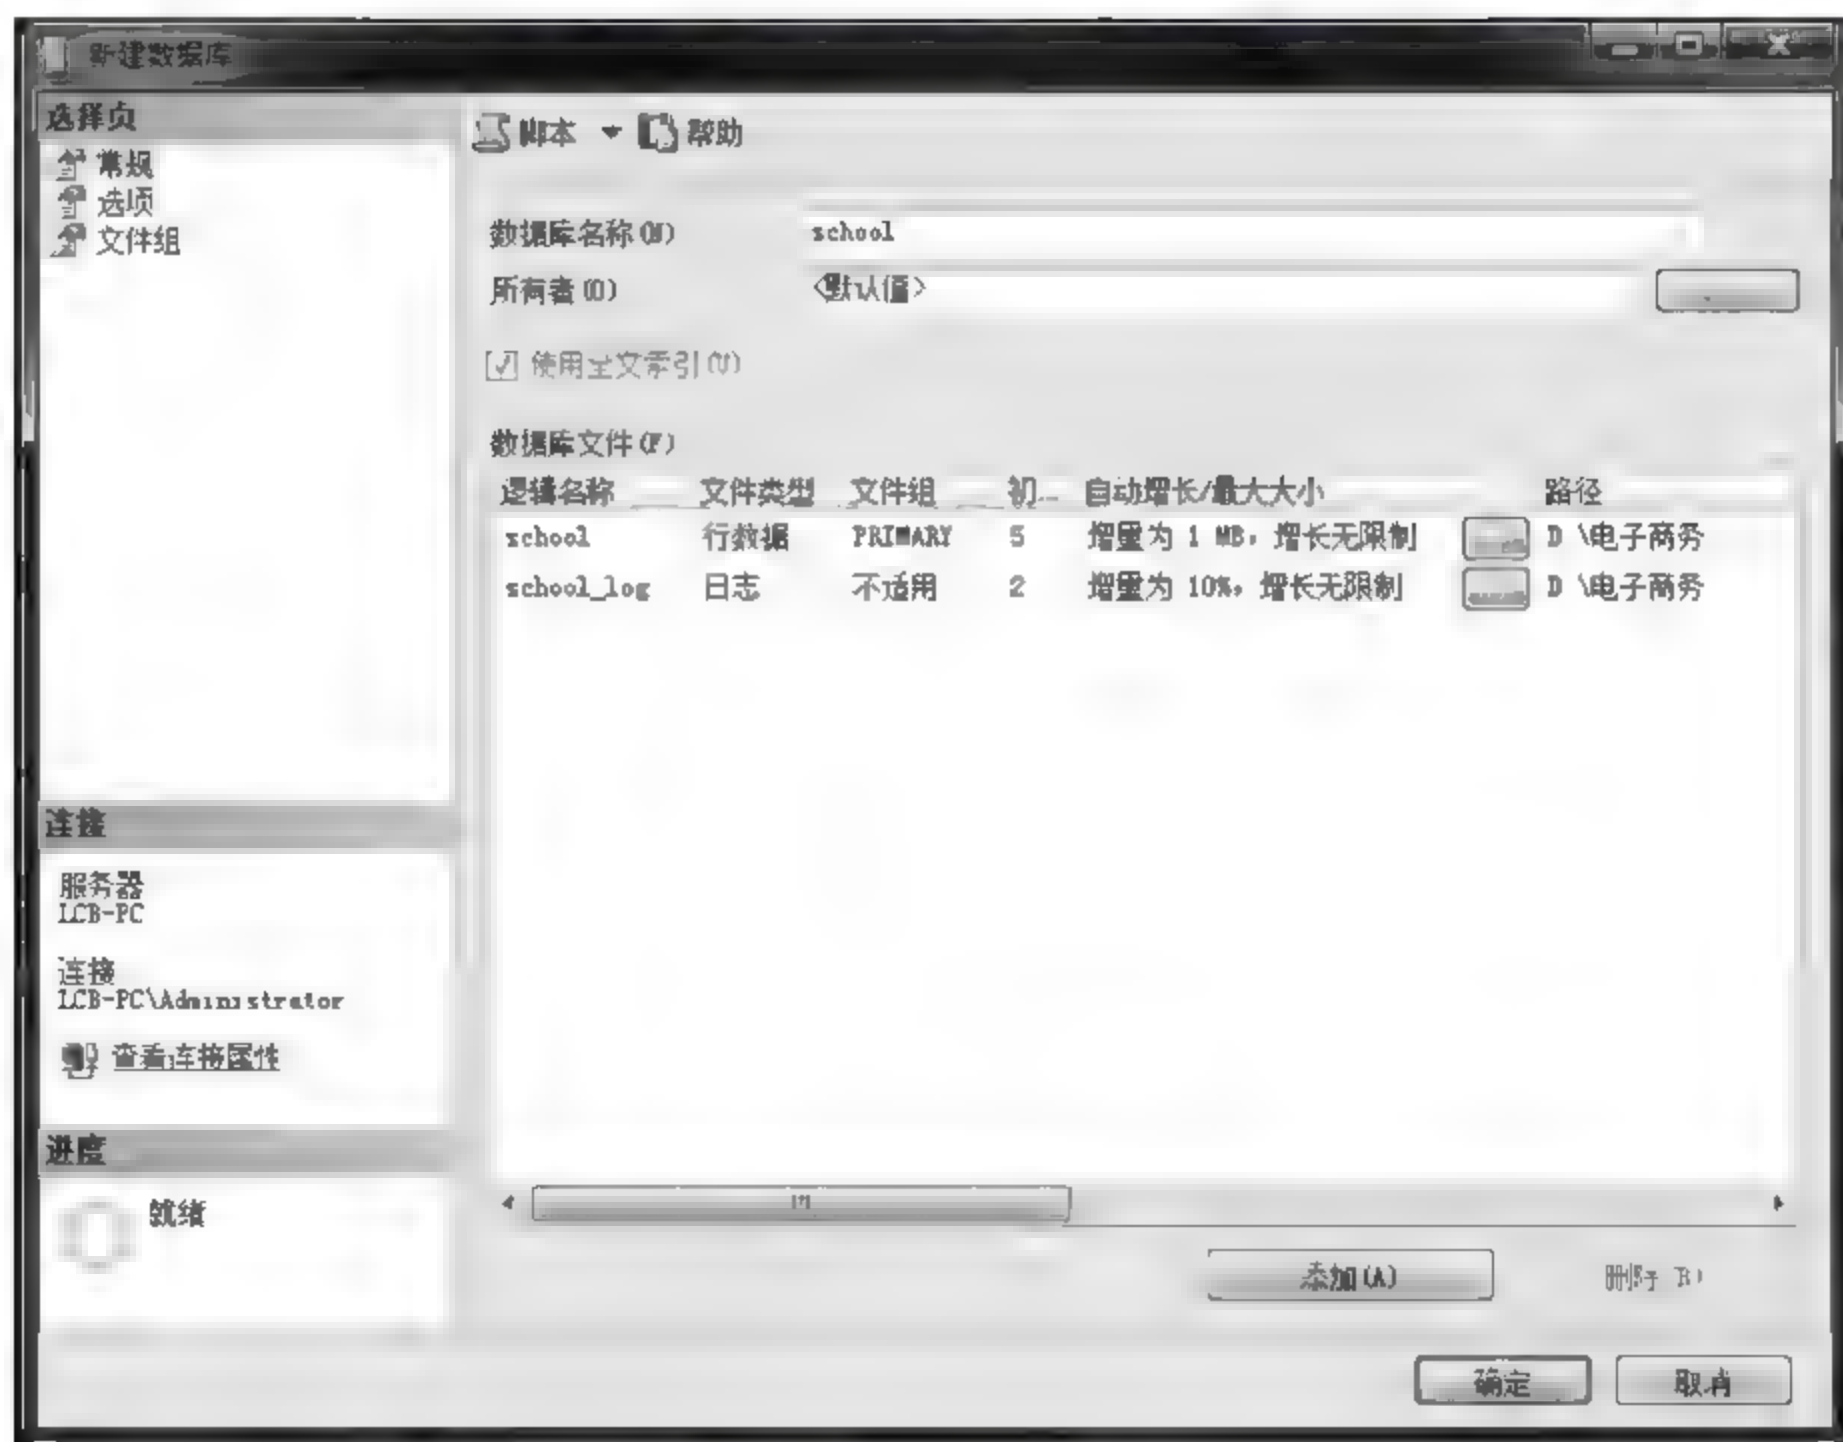 新建数据库
选择页
常规
选项
文件组
脚本 帮助
数据库名称(N) school
所有者(O) <默认值>
使用全文索引(U)
数据库文件(F)
逻辑名称 文件类型 文件组 初... 自动增长/最大大小 路径
school 行数据 PRIMARY 5 增量为 1 MB，增长无限制 D \电子商务
school_log 日志 不适用 2 增量为 10%，增长无限制 D \电子商务
连接
服务器
LCB-PC
连接
LCB-PC\Administrator
查看连接属性
进度
就绪
添加(A) 删除(R)
确定 取消